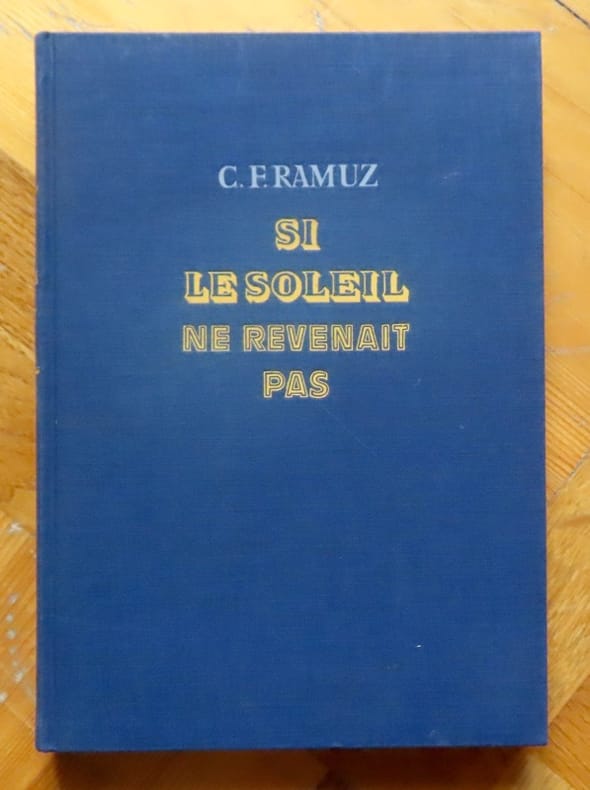 C. F. RAMUZ
SI
LE SOLEIL
NE REVENAIT
PAS